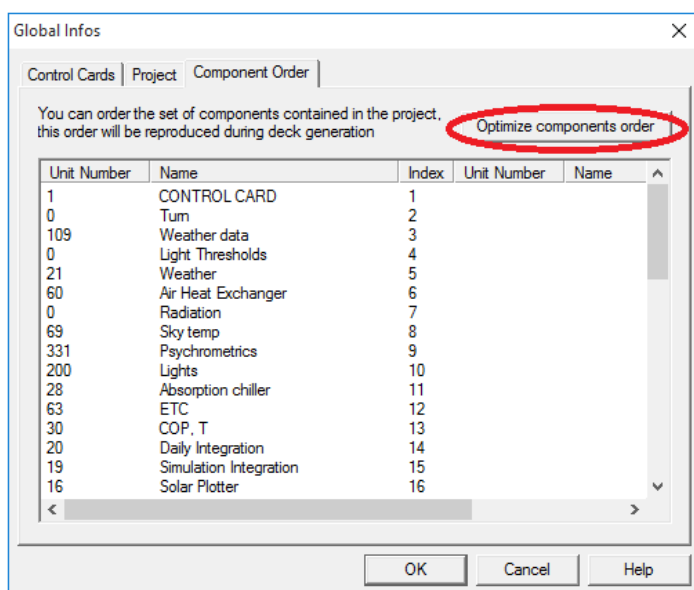 Global Infos
Control Cards Project Component Order
You can order the set of components contained in the project,
this order will be reproduced during deck generation
Optimize components order
Unit Number Name Index Unit Number Name
1 CONTROL CARD 1
0 Turn 2
109 Weather data 3
0 Light Thresholds 4
21 Weather 5
60 Air Heat Exchanger 6
0 Radiation 7
69 Sky temp 8
331 Psychrometrics 9
200 Lights 10
28 Absorption chiller 11
63 ETC 12
30 COP, T 13
20 Daily Integration 14
19 Simulation Integration 15
16 Solar Plotter 16
OK Cancel Help